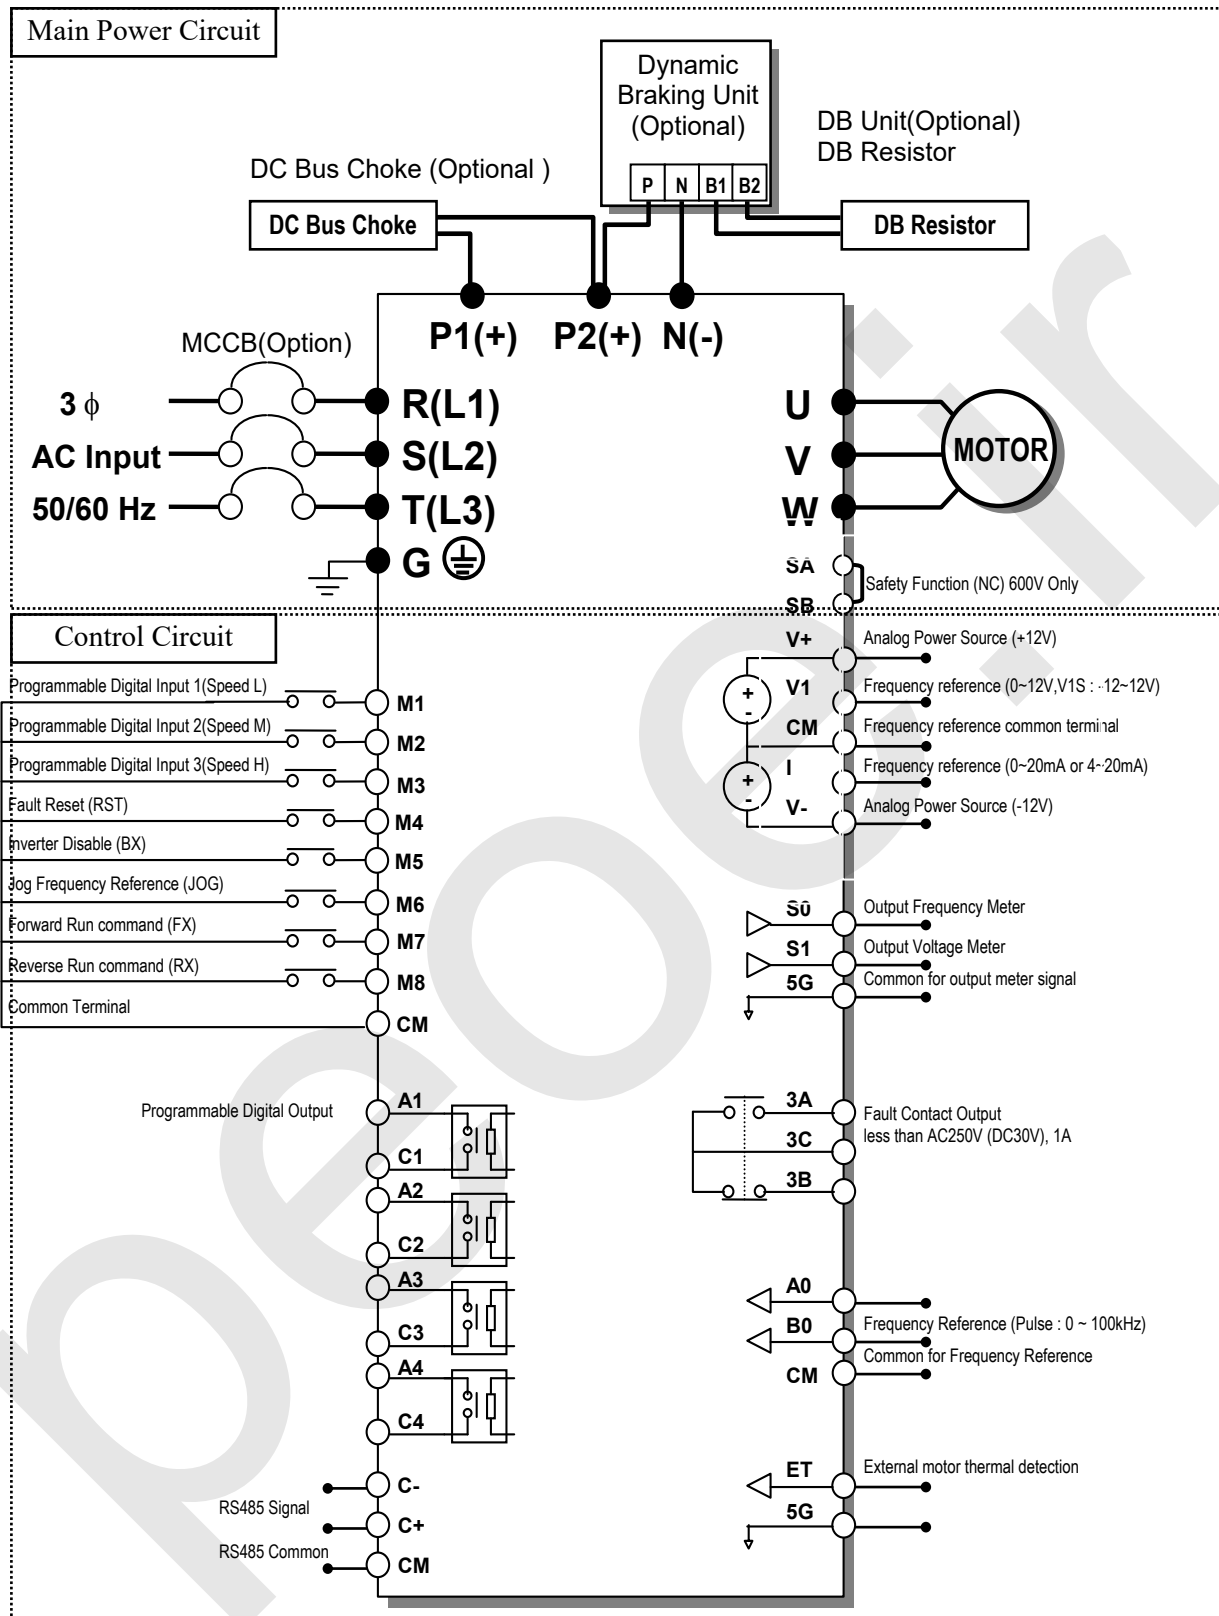 Main Power Circuit
Dynamic
Braking Unit
(Optional)
P N B1 B2
DB Unit(Optional)
DB Resistor
DC Bus Choke (Optional )
DC Bus Choke
DB Resistor
P1(+) P2(+) N(-)
MCCB(Option)
3 ϕ
AC Input
50/60 Hz
R(L1)
S(L2)
T(L3)
G
U
V
W
MOTOR
SA
SB
Safety Function (NC) 600V Only
Control Circuit
Programmable Digital Input 1(Speed L)
M1
Programmable Digital Input 2(Speed M)
M2
Programmable Digital Input 3(Speed H)
M3
Fault Reset (RST)
M4
Inverter Disable (BX)
M5
Jog Frequency Reference (JOG)
M6
Forward Run command (FX)
M7
Reverse Run command (RX)
M8
Common Terminal
CM
V+
Analog Power Source (+12V)
V1
Frequency reference (0~12V,V1S : -12~12V)
CM
Frequency reference common terminal
I
Frequency reference (0~20mA or 4~20mA)
V-
Analog Power Source (-12V)
+
-
+
-
S0
Output Frequency Meter
S1
Output Voltage Meter
5G
Common for output meter signal
Programmable Digital Output
A1
C1
A2
C2
A3
C3
A4
C4
3A
3C
3B
Fault Contact Output
less than AC250V (DC30V), 1A
A0
B0
Frequency Reference (Pulse : 0 ~ 100kHz)
CM
Common for Frequency Reference
C-
RS485 Signal
C+
RS485 Common
CM
ET
External motor thermal detection
5G
peoe.ir